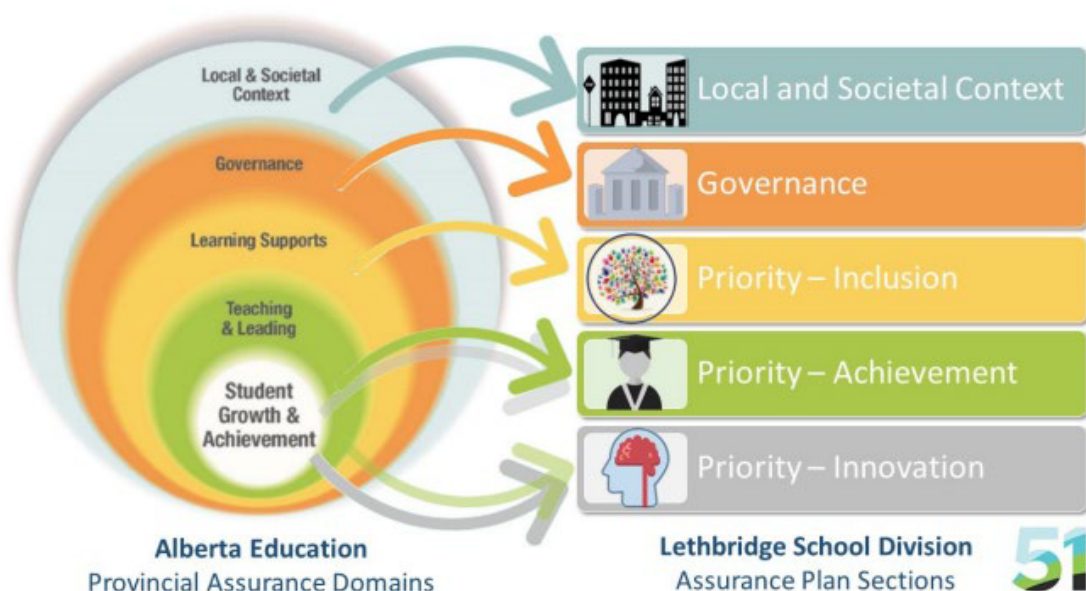 Local & Societal
Context
Governance
Learning Supports
Teaching
& Leading
Student
Growth &
Achievement
Alberta Education
Provincial Assurance Domains
Local and Societal Context
Governance
Priority – Inclusion
Priority – Achievement
Priority – Innovation
Lethbridge School Division
Assurance Plan Sections
51